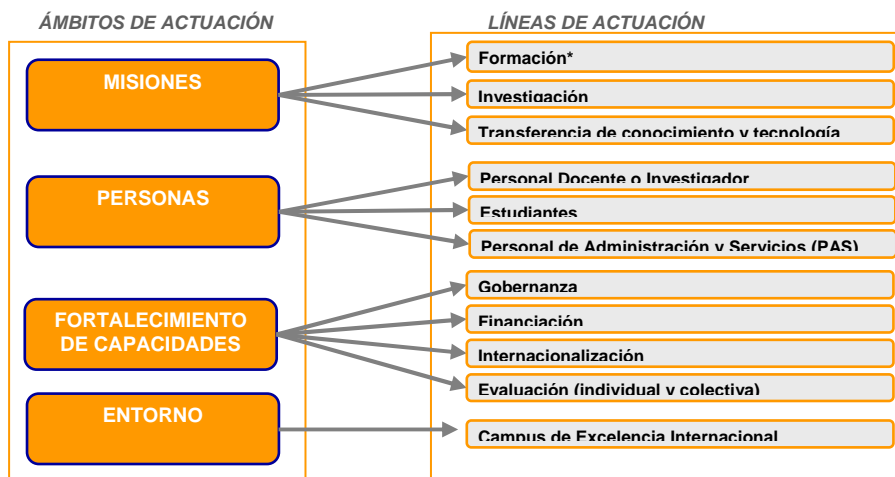 ÁMBITOS DE ACTUACIÓN
LÍNEAS DE ACTUACIÓN
MISIONES
Formación*
Investigación
Transferencia de conocimiento y tecnología
PERSONAS
Personal Docente o Investigador
Estudiantes
Personal de Administración y Servicios (PAS)
FORTALECIMIENTO
DE CAPACIDADES
Gobernanza
Financiación
Internacionalización
Evaluación (individual y colectiva)
ENTORNO
Campus de Excelencia Internacional